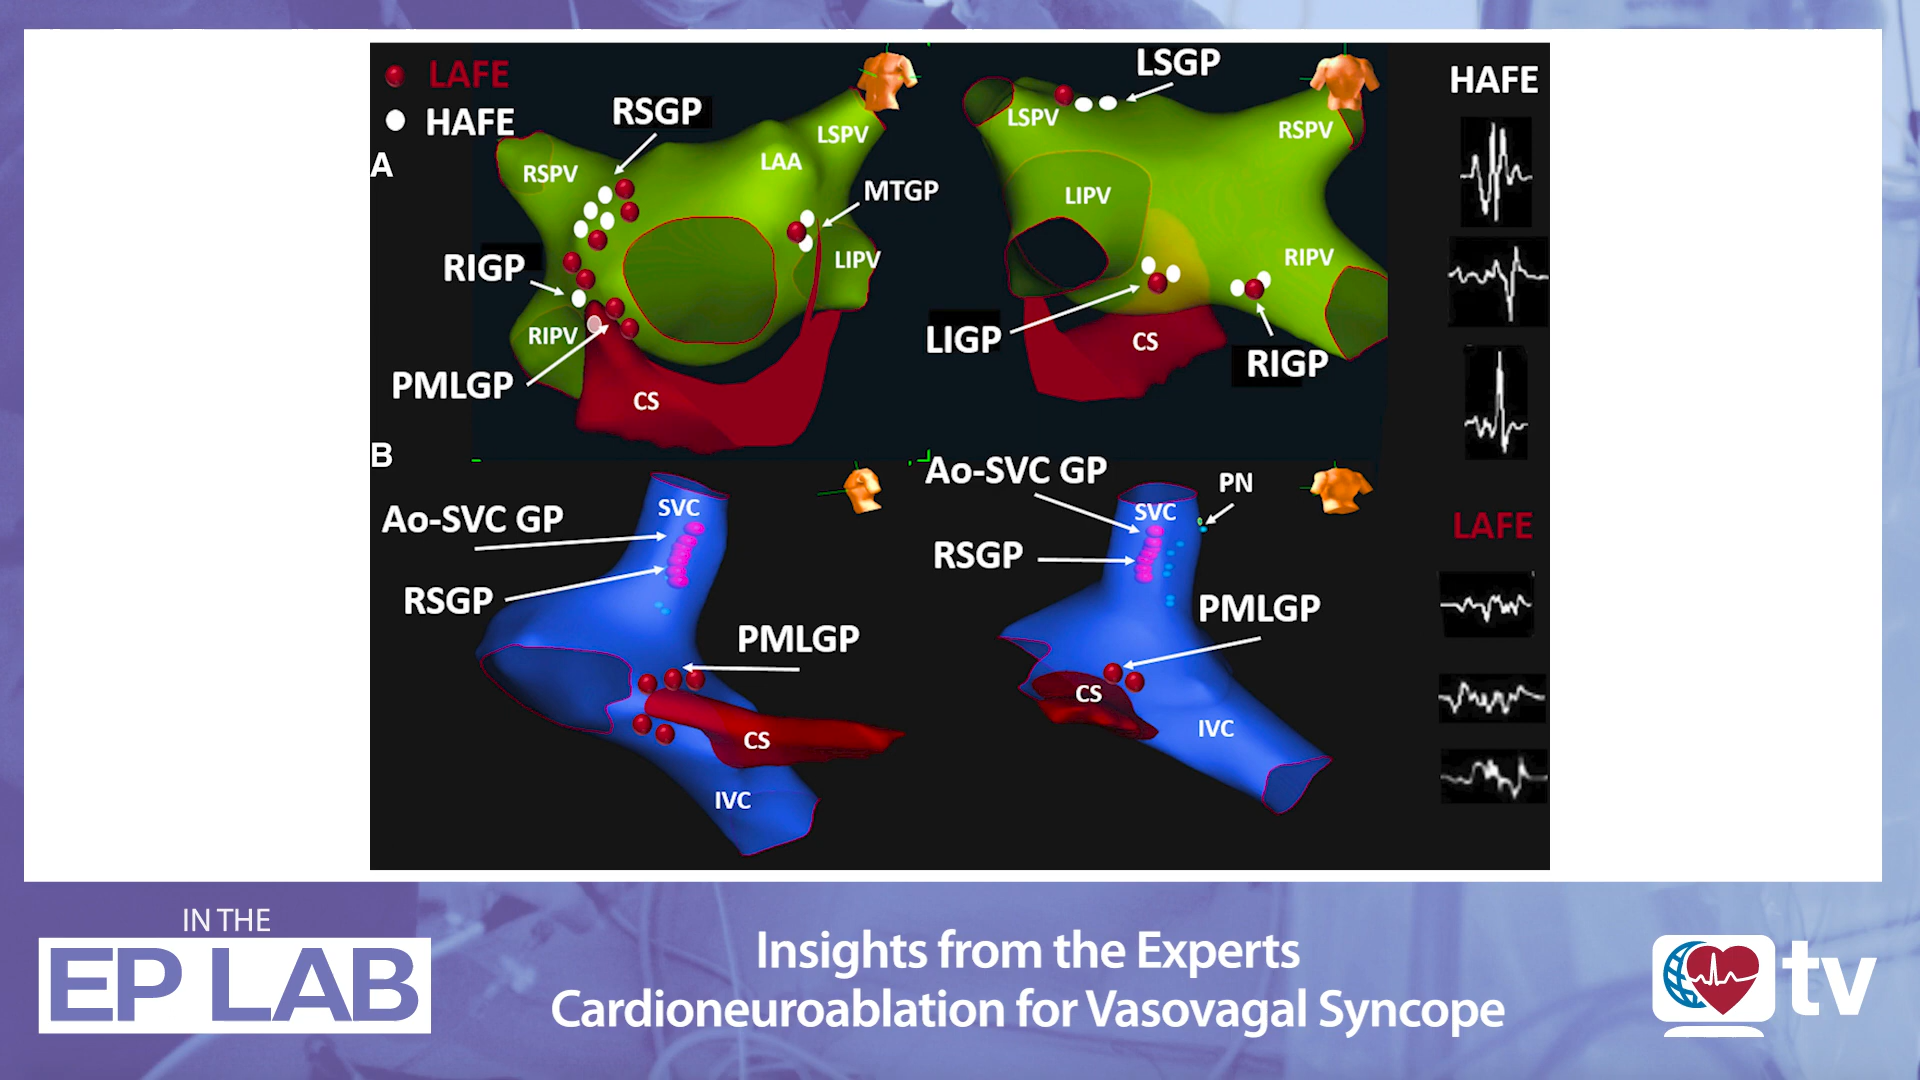 LAFE
HAFE
A
RSGP
RSPV
LAA
LSPV
MTGP
LIPV
RIGP
RIPV
PMLGP
CS
LSGP
LSPV
RSPV
LIPV
RIPV
LIGP
CS
RIGP
HAFE
B
Ao-SVC GP
SVC
RSGP
PMLGP
CS
IVC
Ao-SVC GP
PN
SVC
RSGP
PMLGP
CS
IVC
LAFE
IN THE
EP LAB
Insights from the Experts
Cardioneuroablation for Vasovagal Syncope
tv